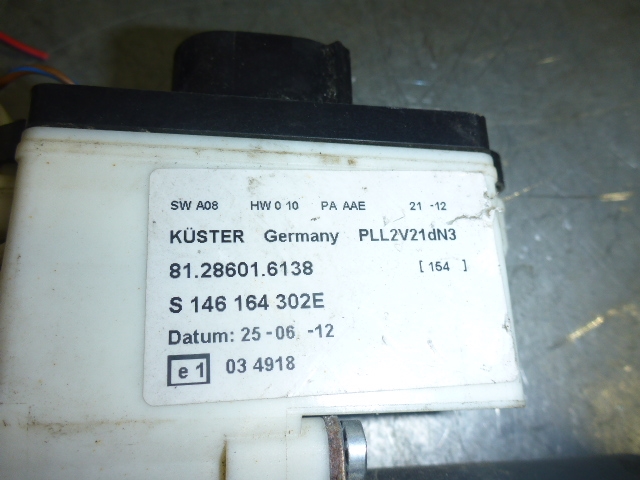 SW A08 HW 0 10 PA AAE 21 -12
KÜSTER Germany PLL2V21dN3
81.28601.6138 [ 154 ]
S 146 164 302E
Datum: 25-06 -12
e 1 03 4918